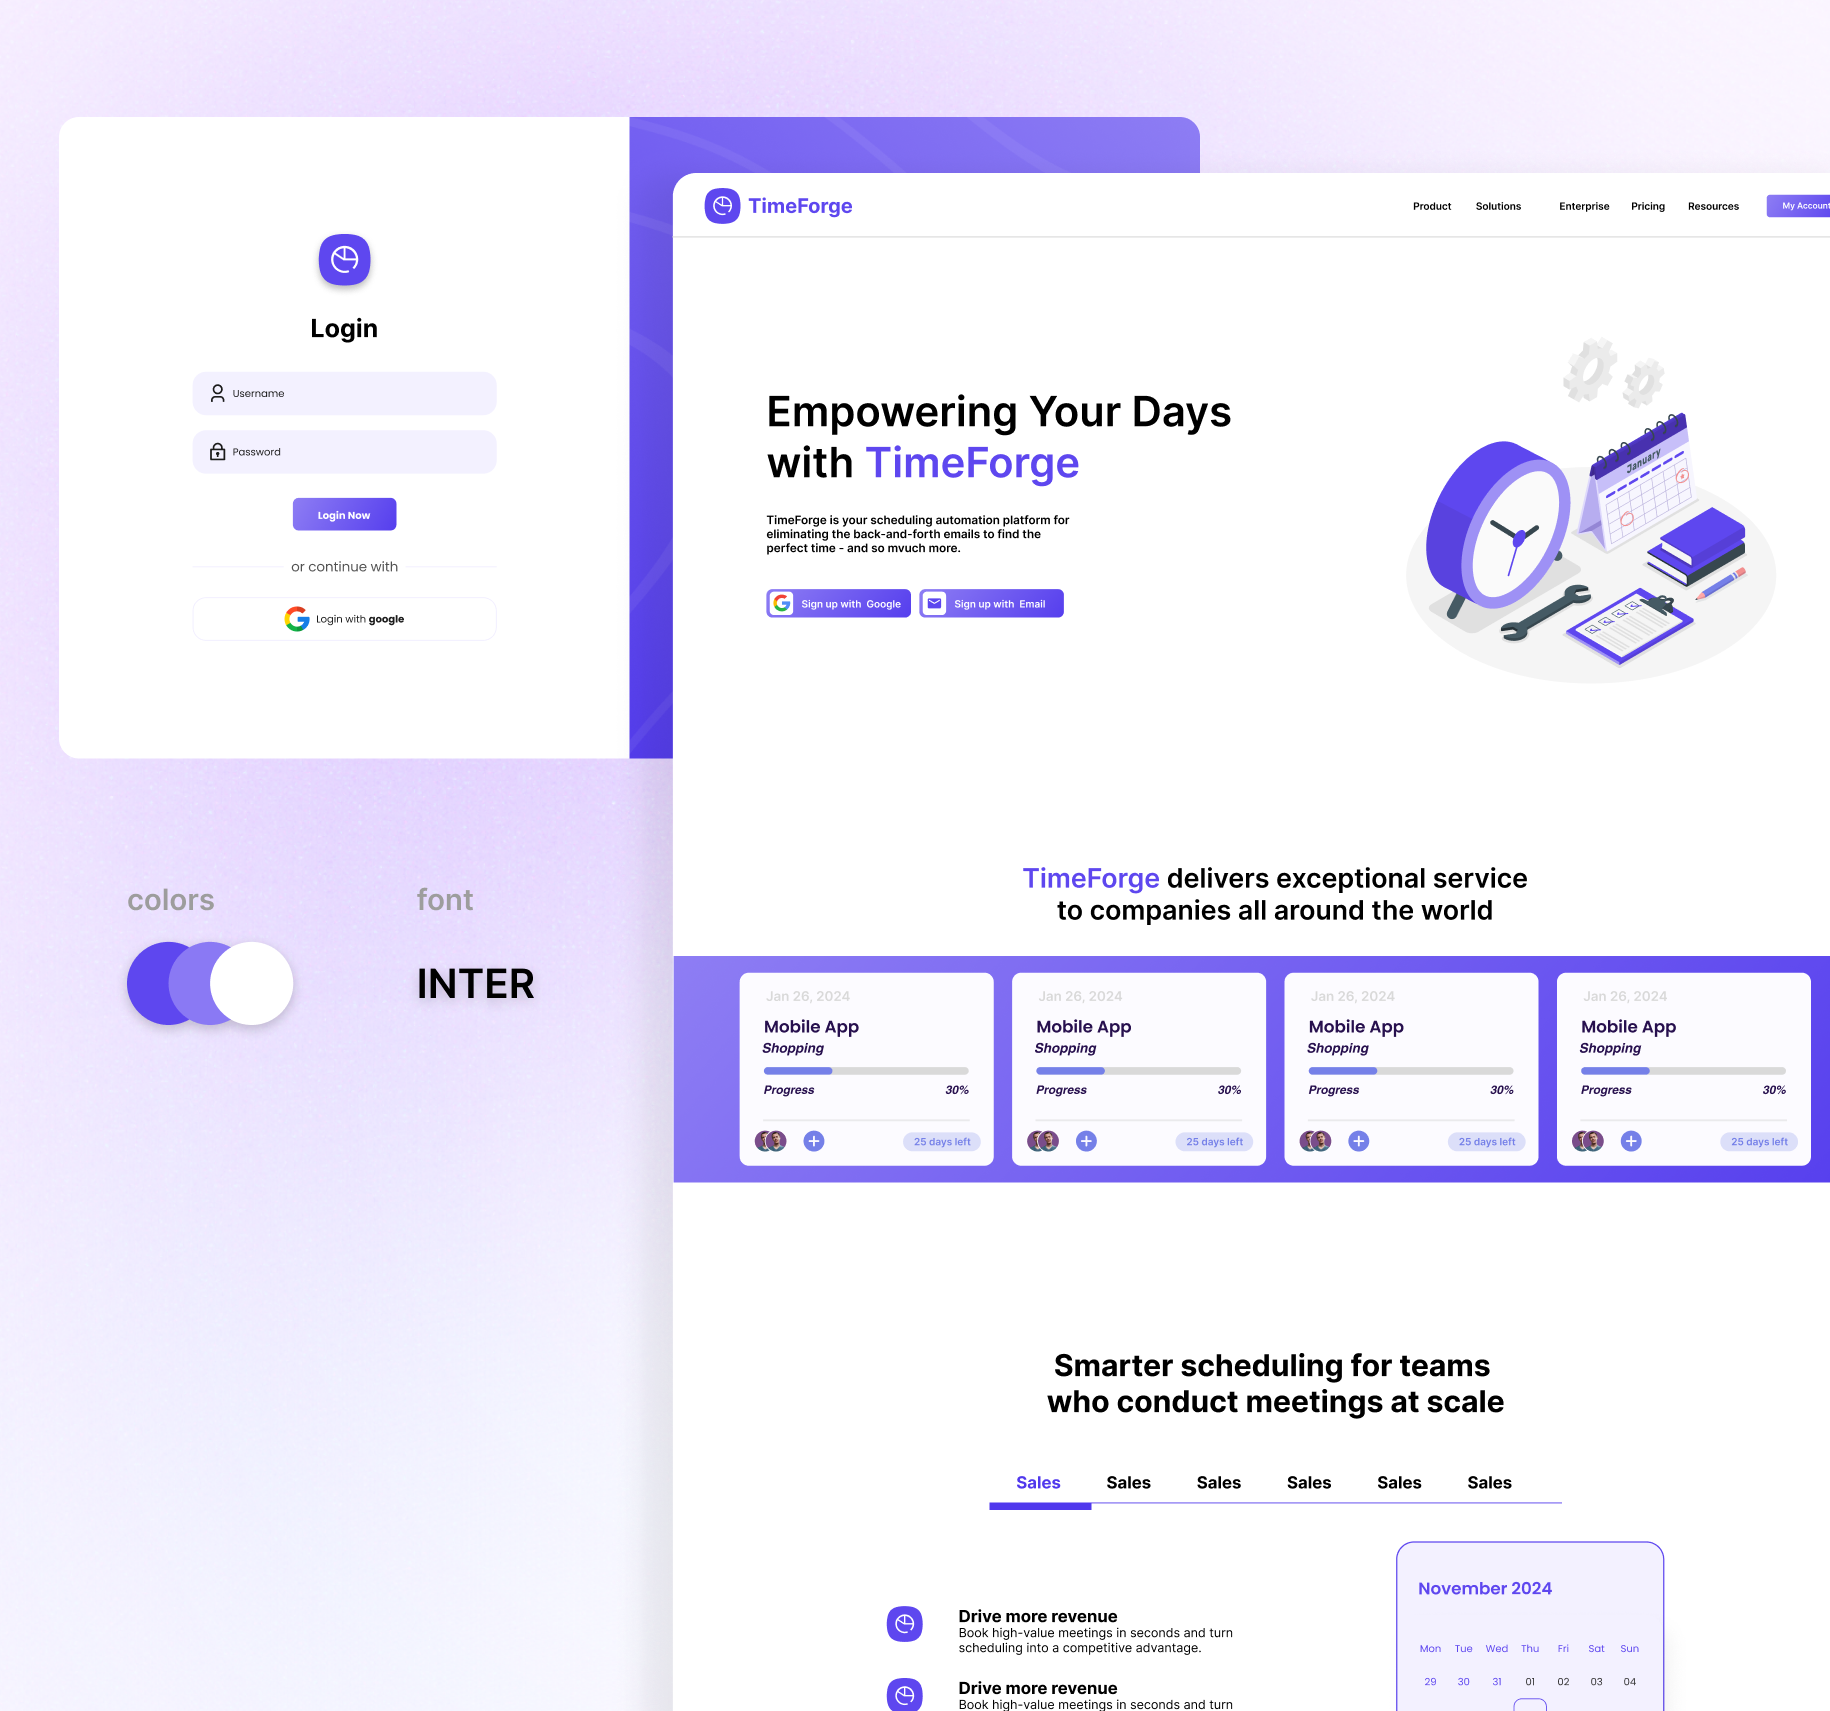 Login
Username
Password
Login Now
or continue with
Login with google
colors
font
INTER
TimeForge
Product Solutions Enterprise Pricing Resources My Account
Empowering Your Days
with TimeForge
TimeForge is your scheduling automation platform for
eliminating the back-and-forth emails to find the
perfect time - and so mvuch more.
Sign up with Google Sign up with Email
January
TimeForge delivers exceptional service
to companies all around the world
Jan 26, 2024
Mobile App
Shopping
Progress 30%
25 days left
Jan 26, 2024
Mobile App
Shopping
Progress 30%
25 days left
Jan 26, 2024
Mobile App
Shopping
Progress 30%
25 days left
Jan 26, 2024
Mobile App
Shopping
Progress 30%
25 days left
Smarter scheduling for teams
who conduct meetings at scale
Sales Sales Sales Sales Sales Sales
Drive more revenue
Book high-value meetings in seconds and turn
scheduling into a competitive advantage.
Drive more revenue
Book high-value meetings in seconds and turn
November 2024
Mon Tue Wed Thu Fri Sat Sun
29 30 31 01 02 03 04